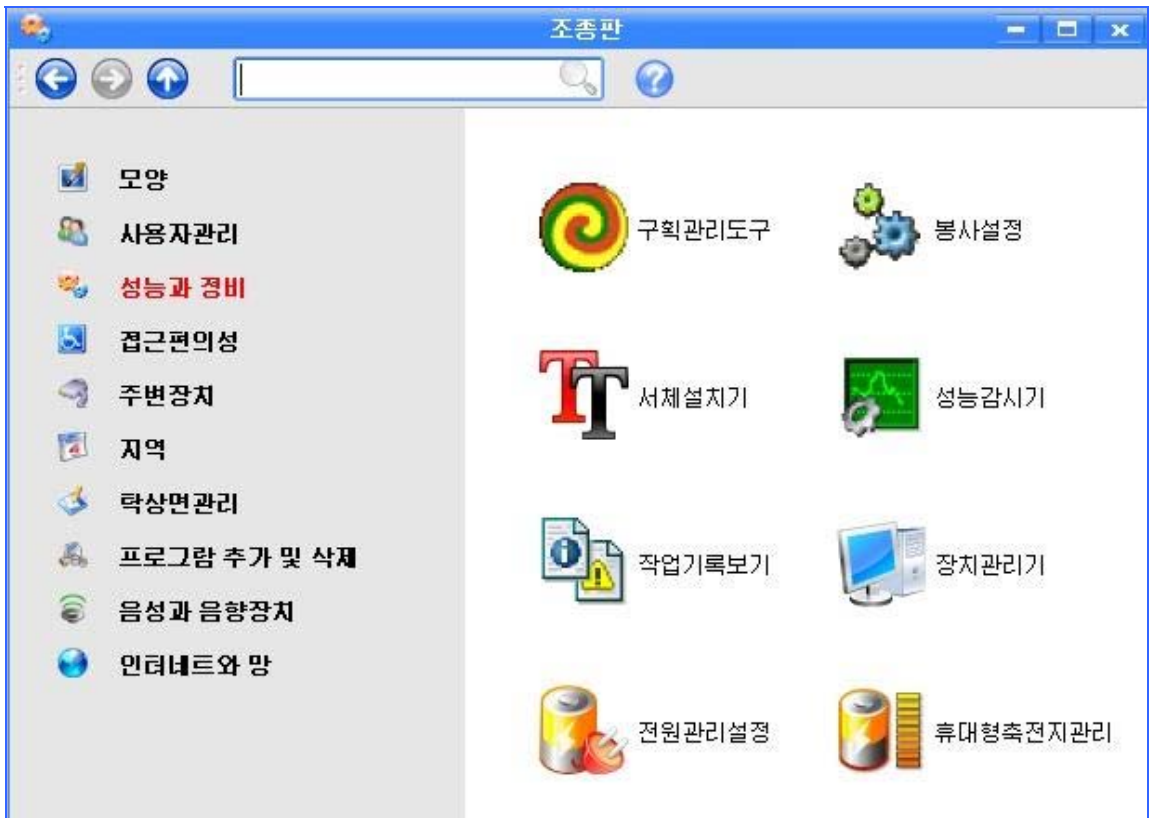 조종판
모양
사용자관리
성능과 정비
접근편의성
주변장치
지역
탁상면관리
프로그람 추가 및 삭제
음성과 음향장치
인터네트와 망
구획관리도구
봉사설정
서체설치기
성능감시기
작업기록보기
장치관리기
전원관리설정
휴대형축전지관리